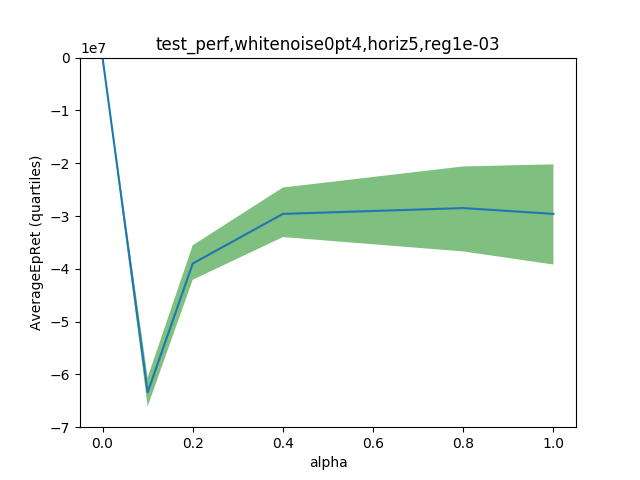 test_perf,whitenoise0pt4,horiz5,reg1e-03
1e7
0
−1
−2
−3
−4
−5
−6
−7
AverageEpRet (quartiles)
0.0 0.2 0.4 0.6 0.8 1.0
alpha